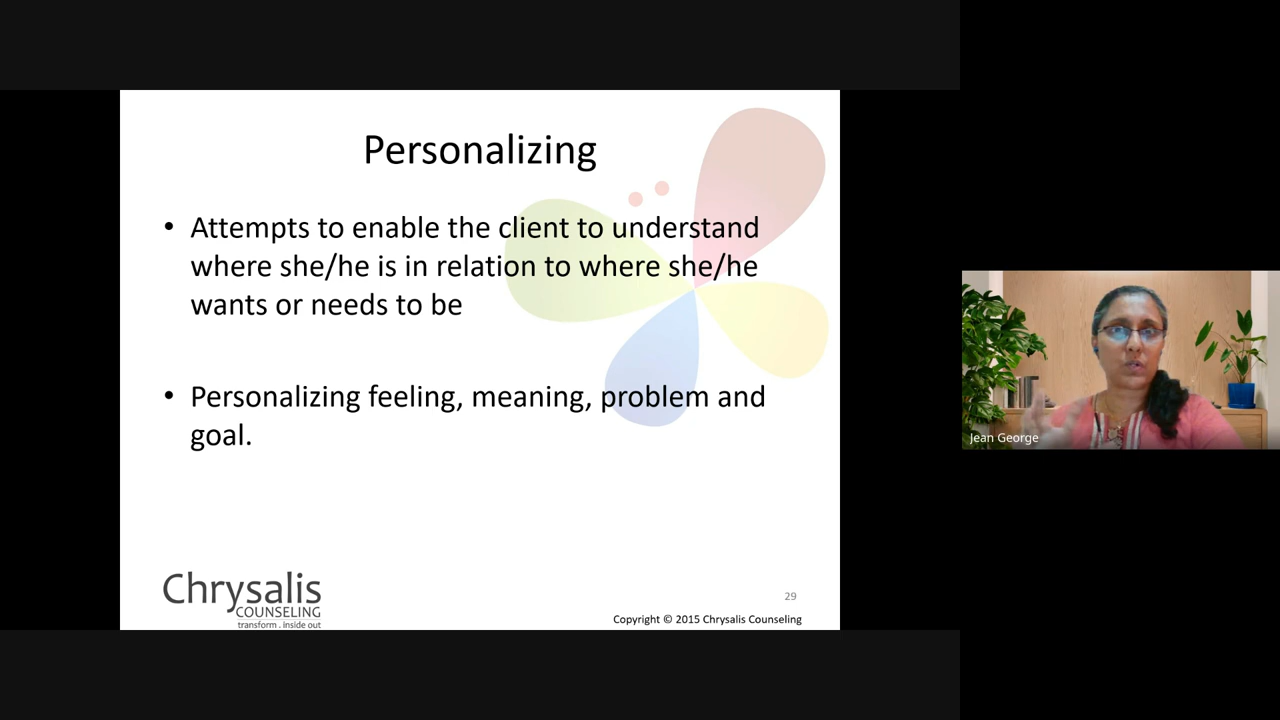 Personalizing
• Attempts to enable the client to understand
where she/he is in relation to where she/he
wants or needs to be
• Personalizing feeling, meaning, problem and
goal.
Chrysalis
COUNSELING
transform . inside out
29
Copyright © 2015 Chrysalis Counseling
Jean George